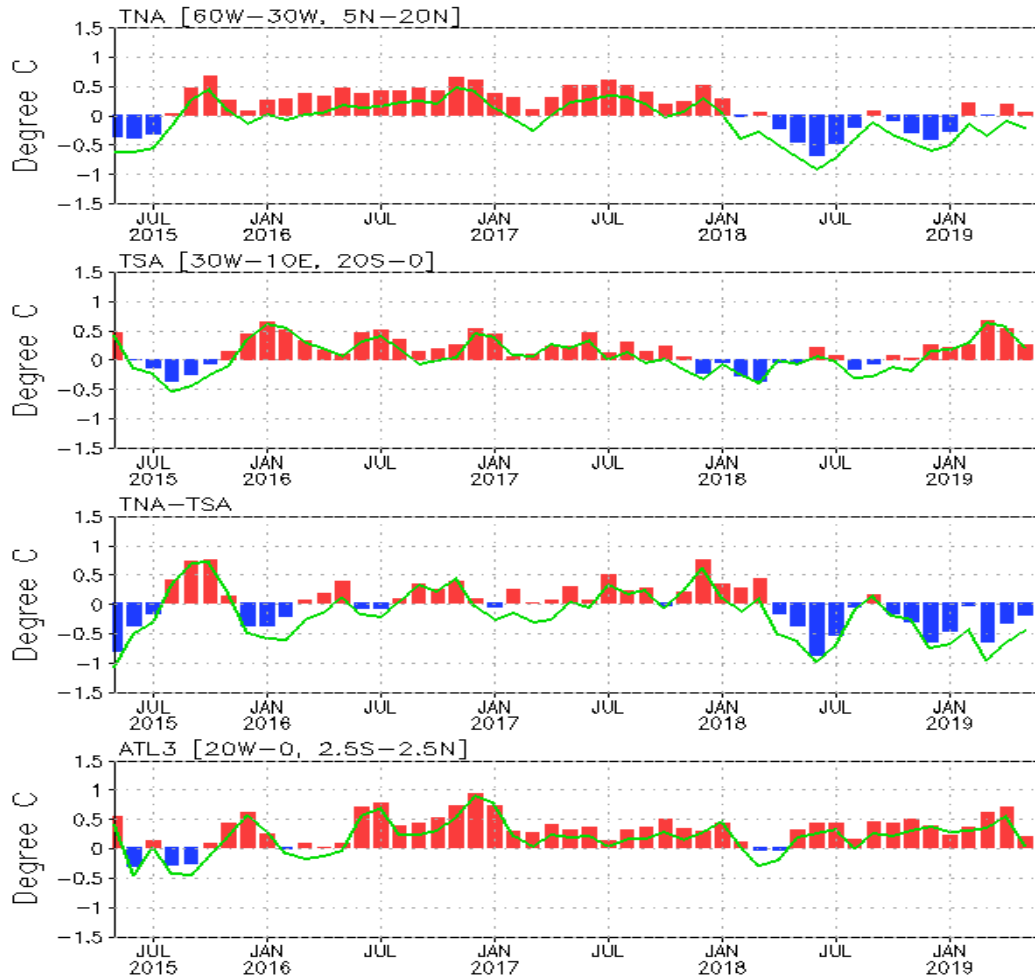 TNA [60W-30W, 5N-20N]
Degree C
1.5
1
0.5
0
-0.5
-1
-1.5
JUL JAN JUL JAN JUL JAN JUL JAN
2015 2016 2017 2018 2019
TSA [30W-10E, 20S-0]
Degree C
1.5
1
0.5
0
-0.5
-1
-1.5
JUL JAN JUL JAN JUL JAN JUL JAN
2015 2016 2017 2018 2019
TNA-TSA
Degree C
1.5
1
0.5
0
-0.5
-1
-1.5
JUL JAN JUL JAN JUL JAN JUL JAN
2015 2016 2017 2018 2019
ATL3 [20W-0, 2.5S-2.5N]
Degree C
1.5
1
0.5
0
-0.5
-1
-1.5
JUL JAN JUL JAN JUL JAN JUL JAN
2015 2016 2017 2018 2019